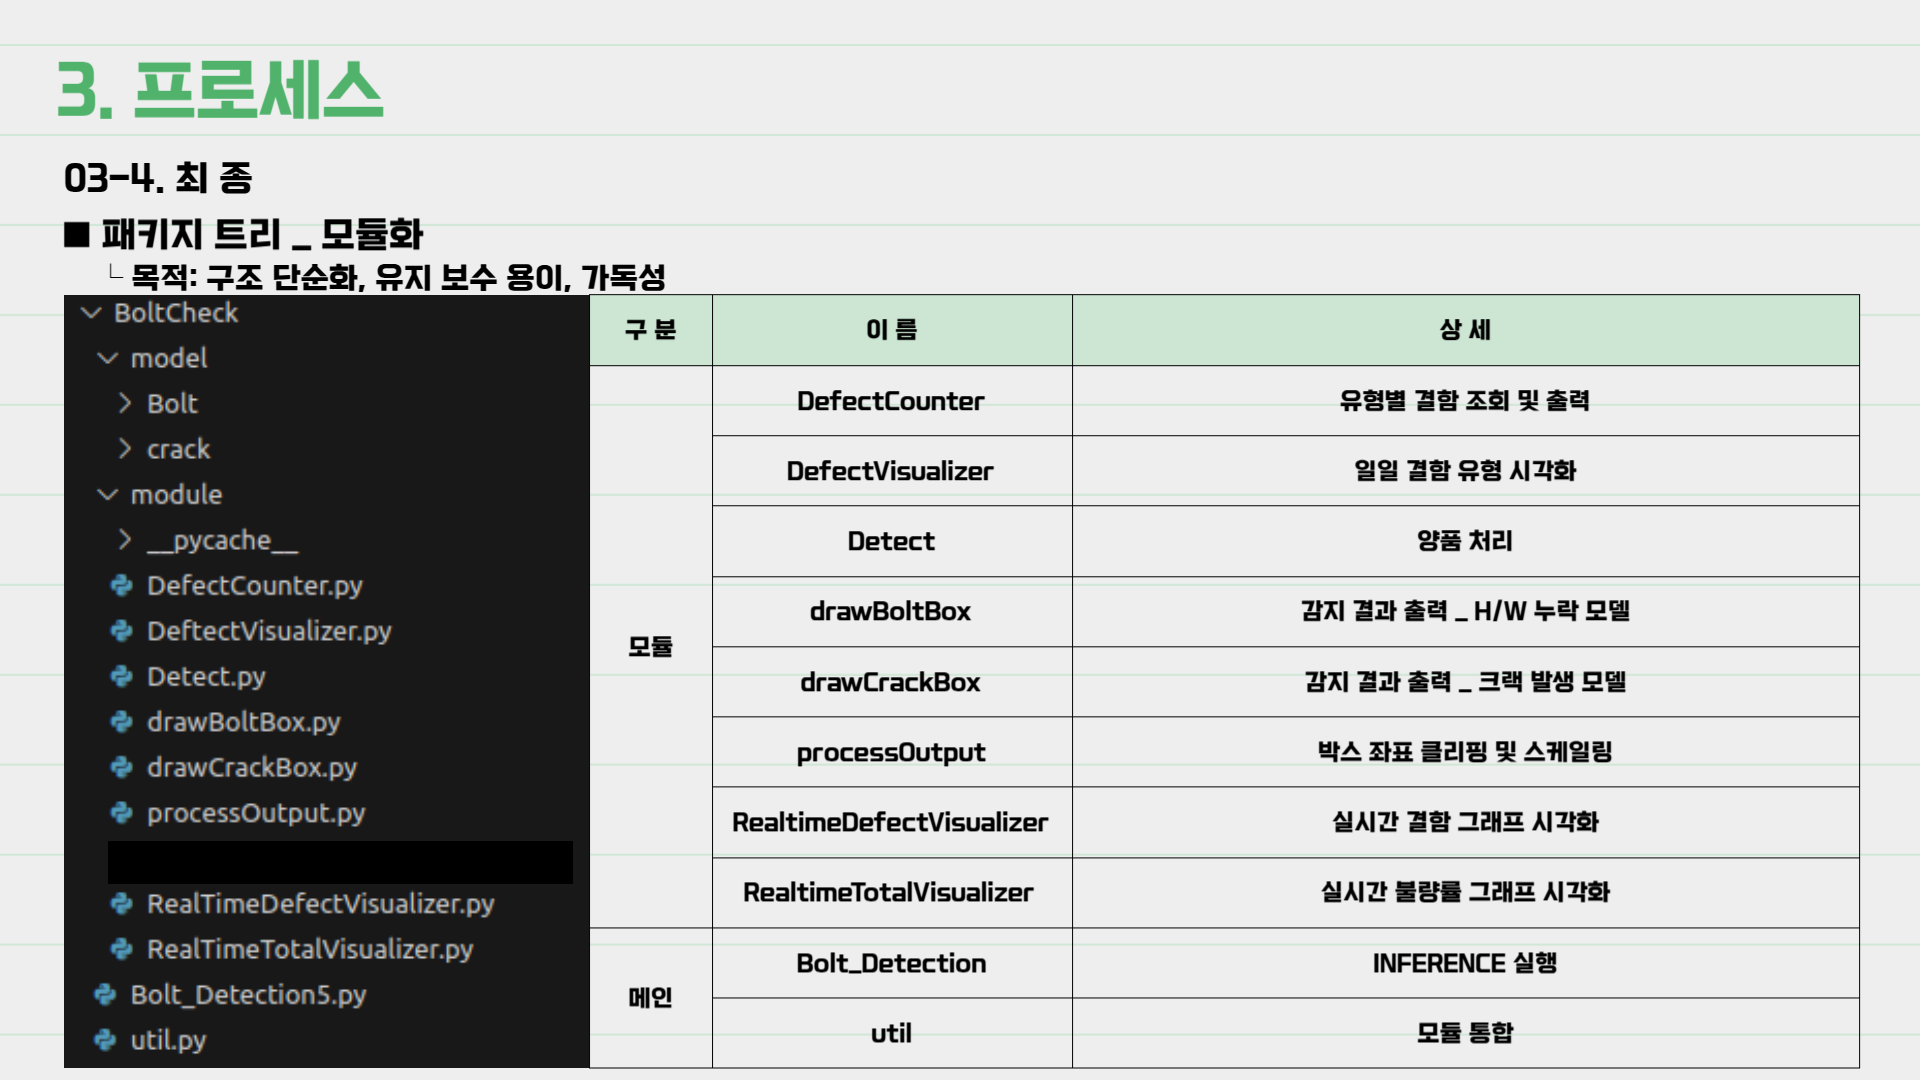 3. 프로세스
03-4. 최 종
■ 패키지 트리 _ 모듈화
└ 목적: 구조 단순화, 유지 보수 용이, 가독성
BoltCheck
model
Bolt
crack
module
__pycache__
DefectCounter.py
DeftectVisualizer.py
Detect.py
drawBoltBox.py
drawCrackBox.py
processOutput.py
RealTimeDefectVisualizer.py
RealTimeTotalVisualizer.py
Bolt_Detection5.py
util.py
구 분 이 름 상 세
모듈
DefectCounter 유형별 결함 조회 및 출력
DefectVisualizer 일일 결함 유형 시각화
Detect 양품 처리
drawBoltBox 감지 결과 출력 _ H/W 누락 모델
drawCrackBox 감지 결과 출력 _ 크랙 발생 모델
processOutput 박스 좌표 클리핑 및 스케일링
RealtimeDefectVisualizer 실시간 결함 그래프 시각화
RealtimeTotalVisualizer 실시간 불량률 그래프 시각화
메인
Bolt_Detection INFERENCE 실행
util 모듈 통합